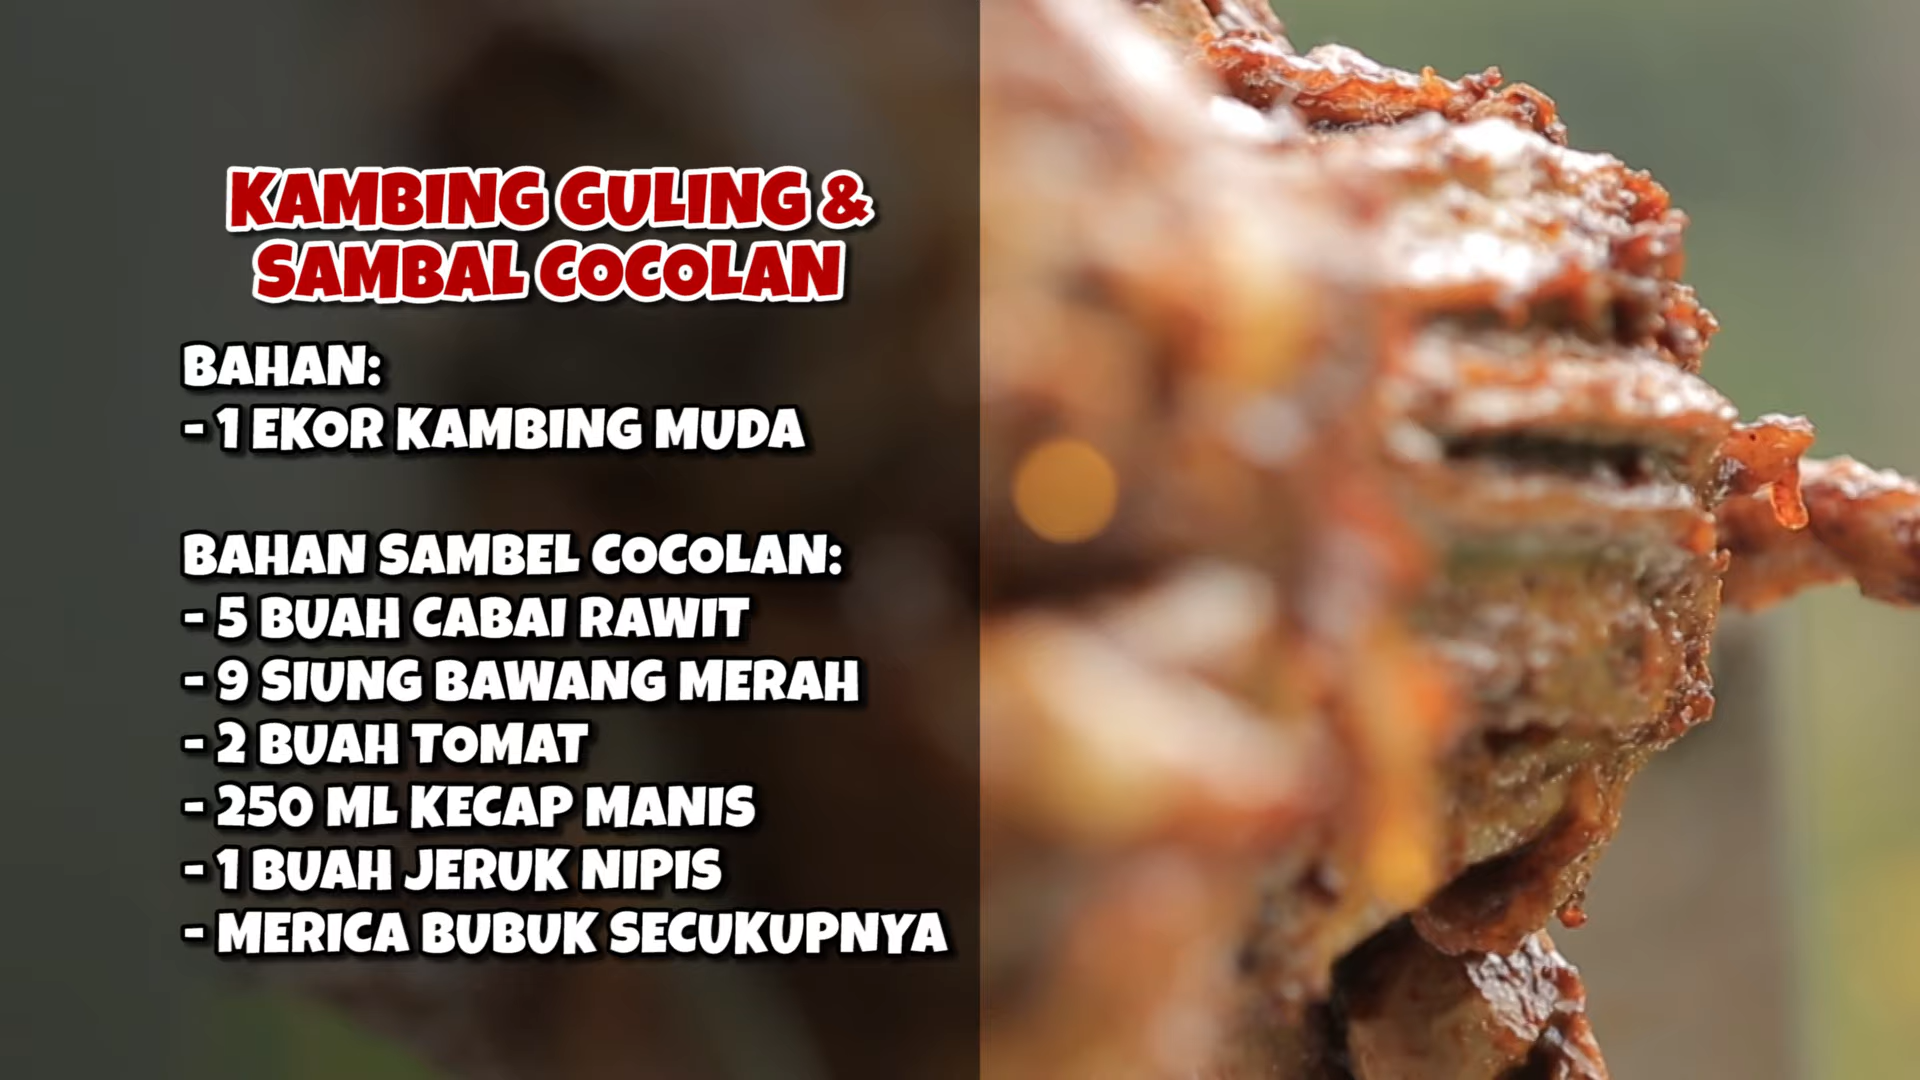 KAMBING GULING &
SAMBAL COCOLAN
BAHAN:
- 1 EKOR KAMBING MUDA
BAHAN SAMBEL COCOLAN:
- 5 BUAH CABAI RAWIT
- 9 SIUNG BAWANG MERAH
- 2 BUAH TOMAT
- 250 ML KECAP MANIS
- 1 BUAH JERUK NIPIS
- MERICA BUBUK SECUKUPNYA